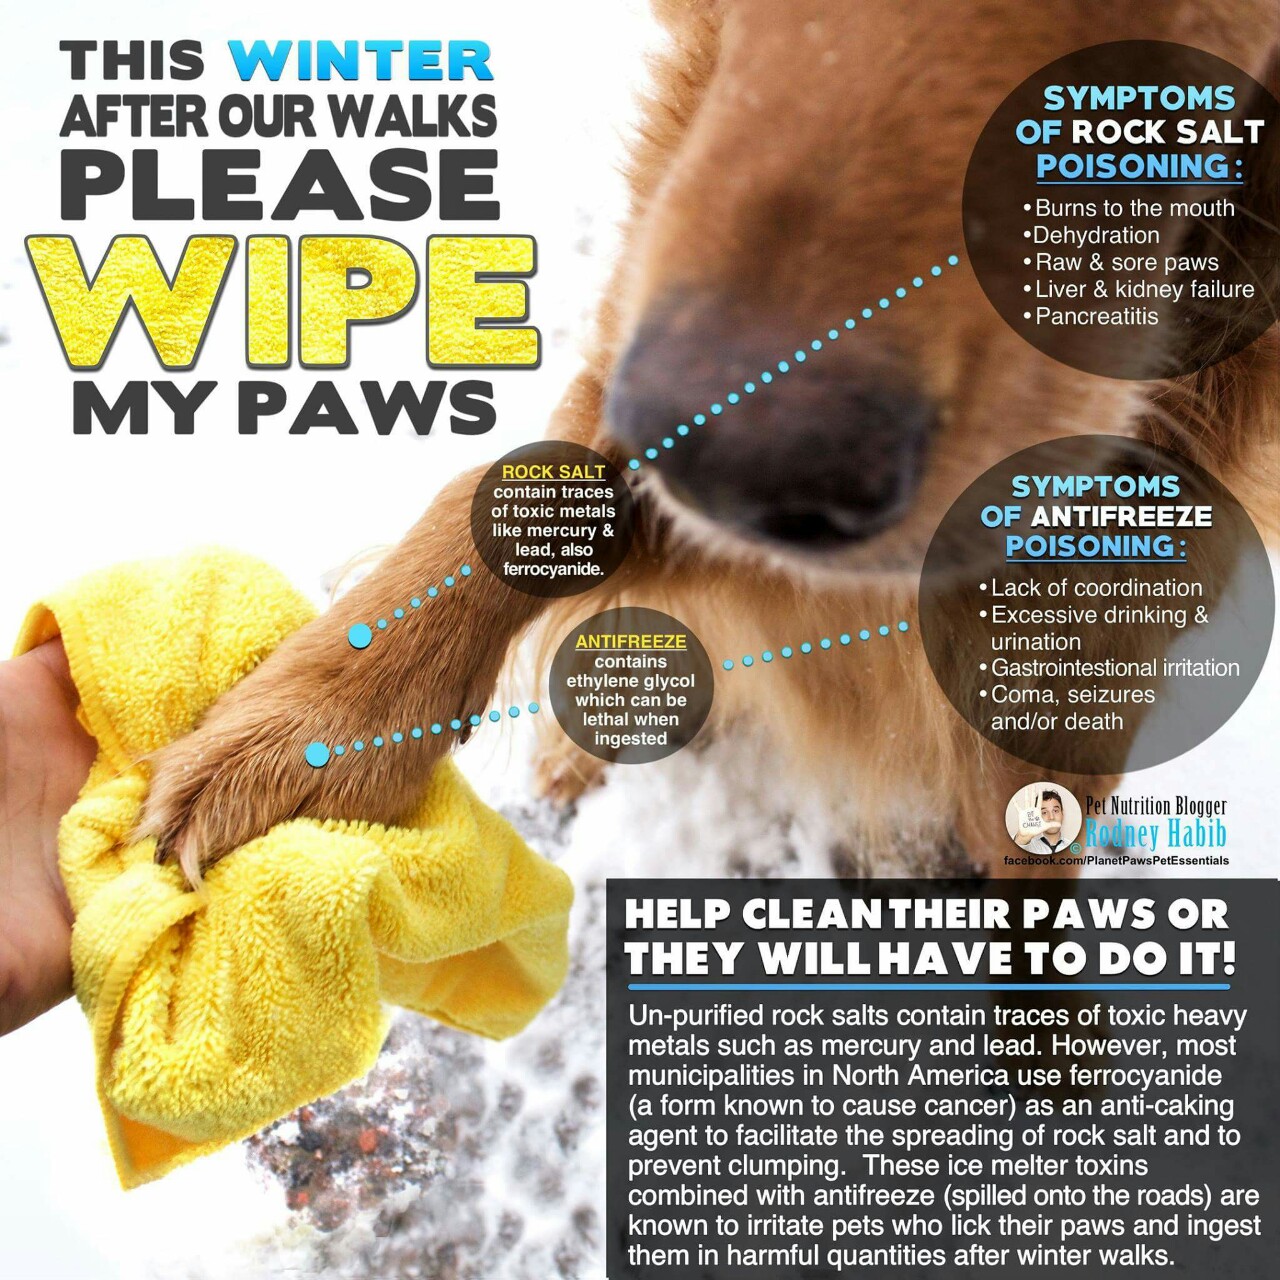 THIS WINTER
AFTER OUR WALKS
PLEASE
WIPE
MY PAWS
SYMPTOMS
OF ROCK SALT
POISONING:
• Burns to the mouth
• Dehydration
• Raw & sore paws
• Liver & kidney failure
• Pancreatitis
ROCK SALT
contain traces
of toxic metals
like mercury &
lead, also
ferrocyanide.
SYMPTOMS
OF ANTIFREEZE
POISONING:
• Lack of coordination
• Excessive drinking &
urination
• Gastrointestional irritation
• Coma, seizures
and/or death
ANTIFREEZE
contains
ethylene glycol
which can be
lethal when
ingested
Pet Nutrition Blogger
© Rodney Habib
facebook.com/PlanetPawsPetEssentials
HELP CLEAN THEIR PAWS OR
THEY WILL HAVE TO DO IT!
Un-purified rock salts contain traces of toxic heavy
metals such as mercury and lead. However, most
municipalities in North America use ferrocyanide
(a form known to cause cancer) as an anti-caking
agent to facilitate the spreading of rock salt and to
prevent clumping. These ice melter toxins
combined with antifreeze (spilled onto the roads) are
known to irritate pets who lick their paws and ingest
them in harmful quantities after winter walks.